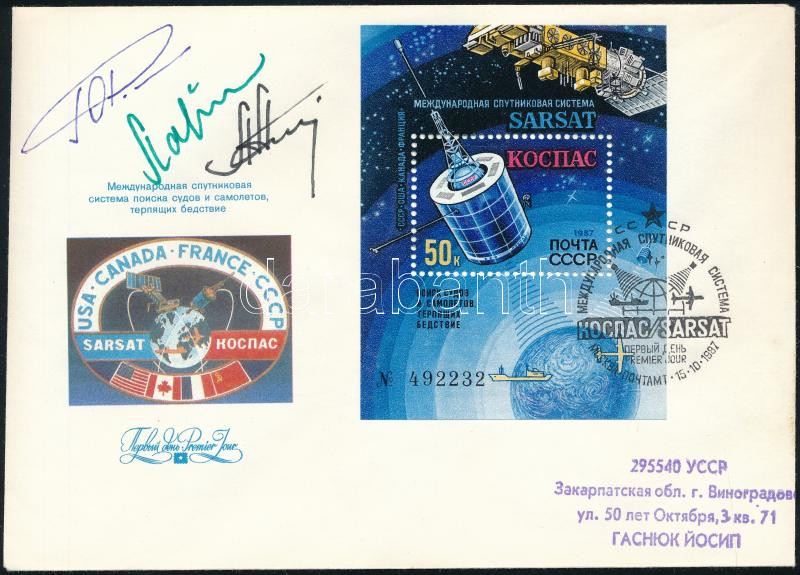 Международная спутниковая
система поиска судов и самолетов,
терпящих бедствие
USA · CANADA · FRANCE · СССР
SARSAT КОСПАС
Первый день Premier Jour
МЕЖДУНАРОДНАЯ СПУТНИКОВАЯ СИСТЕМА
SARSAT
КОСПАС
СССР·США·КАНАДА·ФРАНЦИЯ
1987
50к ПОЧТА
СССР
ПОИСК СУДОВ
И САМОЛЕТОВ,
ТЕРПЯЩИХ
БЕДСТВИЕ
№ 492232
СССР
МЕЖДУНАРОДНАЯ СПУТНИКОВАЯ СИСТЕМА
КОСПАС/SARSAT
ПЕРВЫЙ ДЕНЬ
PREMIER JOUR
МОСКВА ПОЧТАМТ · 15·10·1987
darabanth
295540 УССР
Закарпатская обл. г. Виноградово
ул. 50 лет Октября,3 кв. 71
ГАСНЮК ЙОСИП